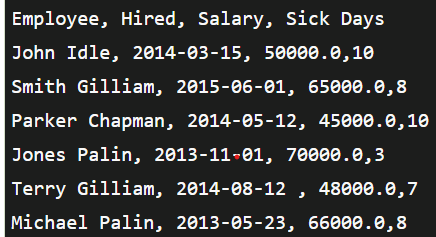 Employee, Hired, Salary, Sick Days
John Idle, 2014-03-15, 50000.0,10
Smith Gilliam, 2015-06-01, 65000.0,8
Parker Chapman, 2014-05-12, 45000.0,10
Jones Palin, 2013-11-01, 70000.0,3
Terry Gilliam, 2014-08-12 , 48000.0,7
Michael Palin, 2013-05-23, 66000.0,8